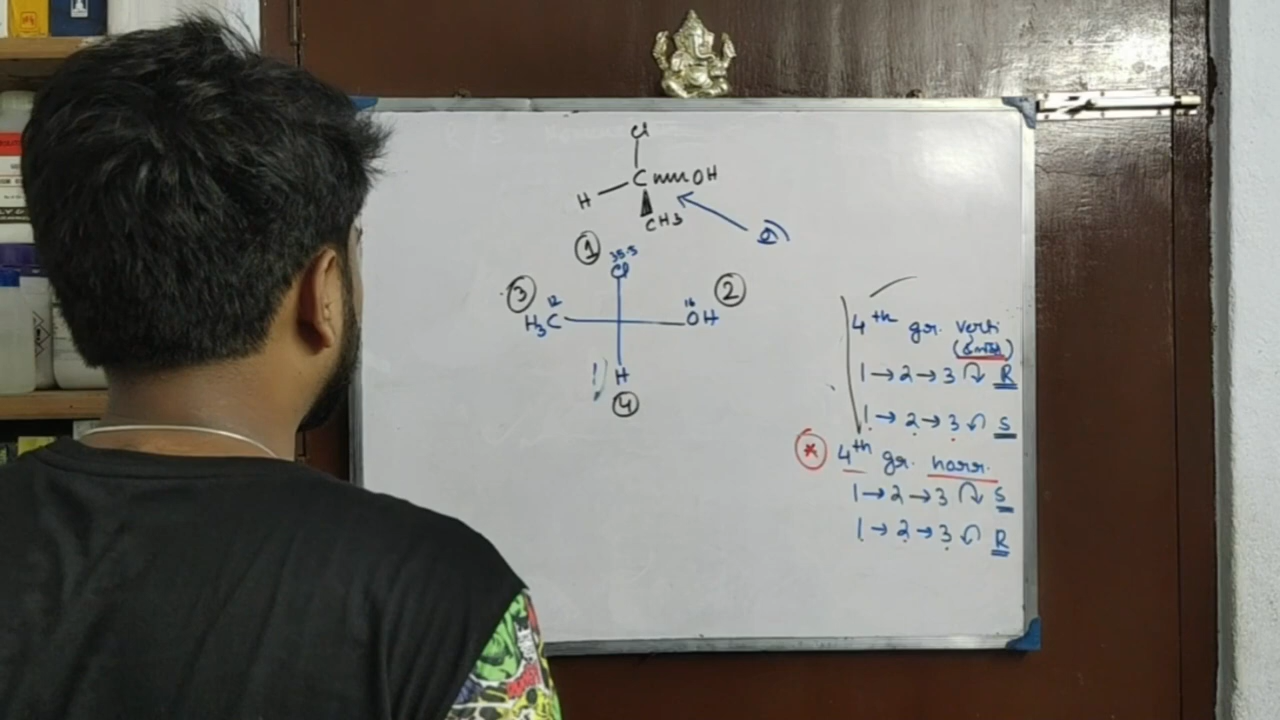 Cl
H C OH
CH3
①
35.5
Cl
③ 12 16 ②
H3C OH
H
④
4th gr. verti
1→2→3 R
1→2→3 S
* 4th gr. horr.
1→2→3 S
1→2→3 R